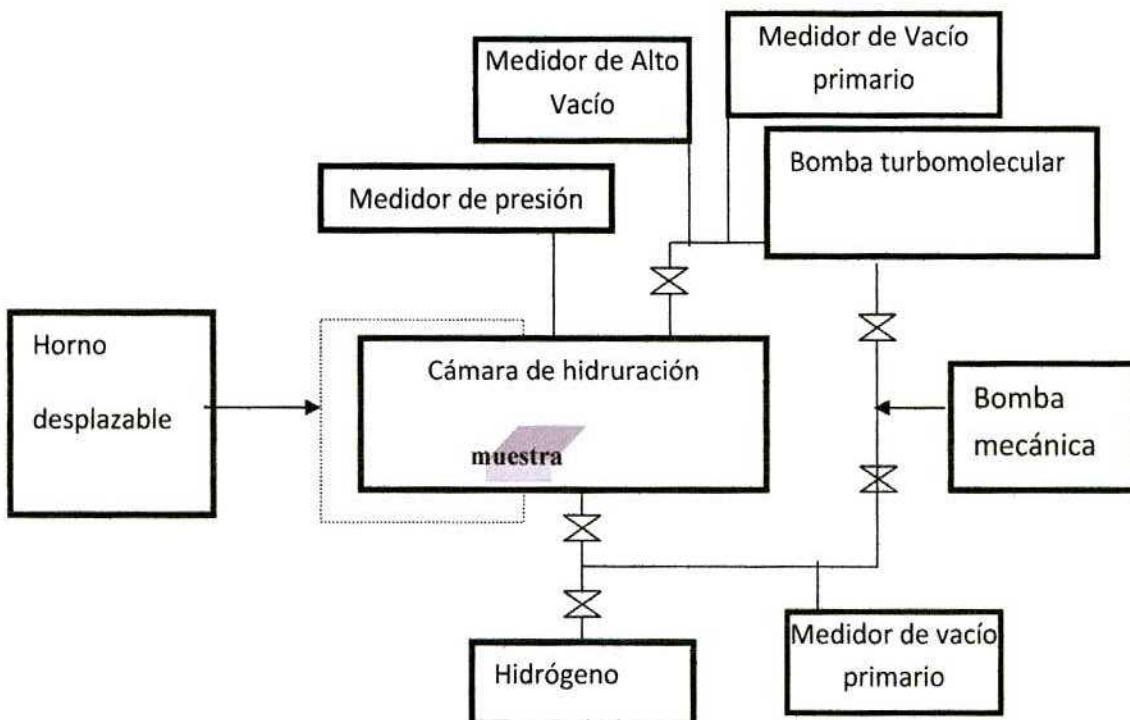 Medidor de Alto
Vacío
Medidor de Vacío
primario
Bomba turbomolecular
Medidor de presión
Horno
desplazable
Cámara de hidruración
muestra
Bomba
mecánica
Medidor de vacío
primario
Hidrógeno